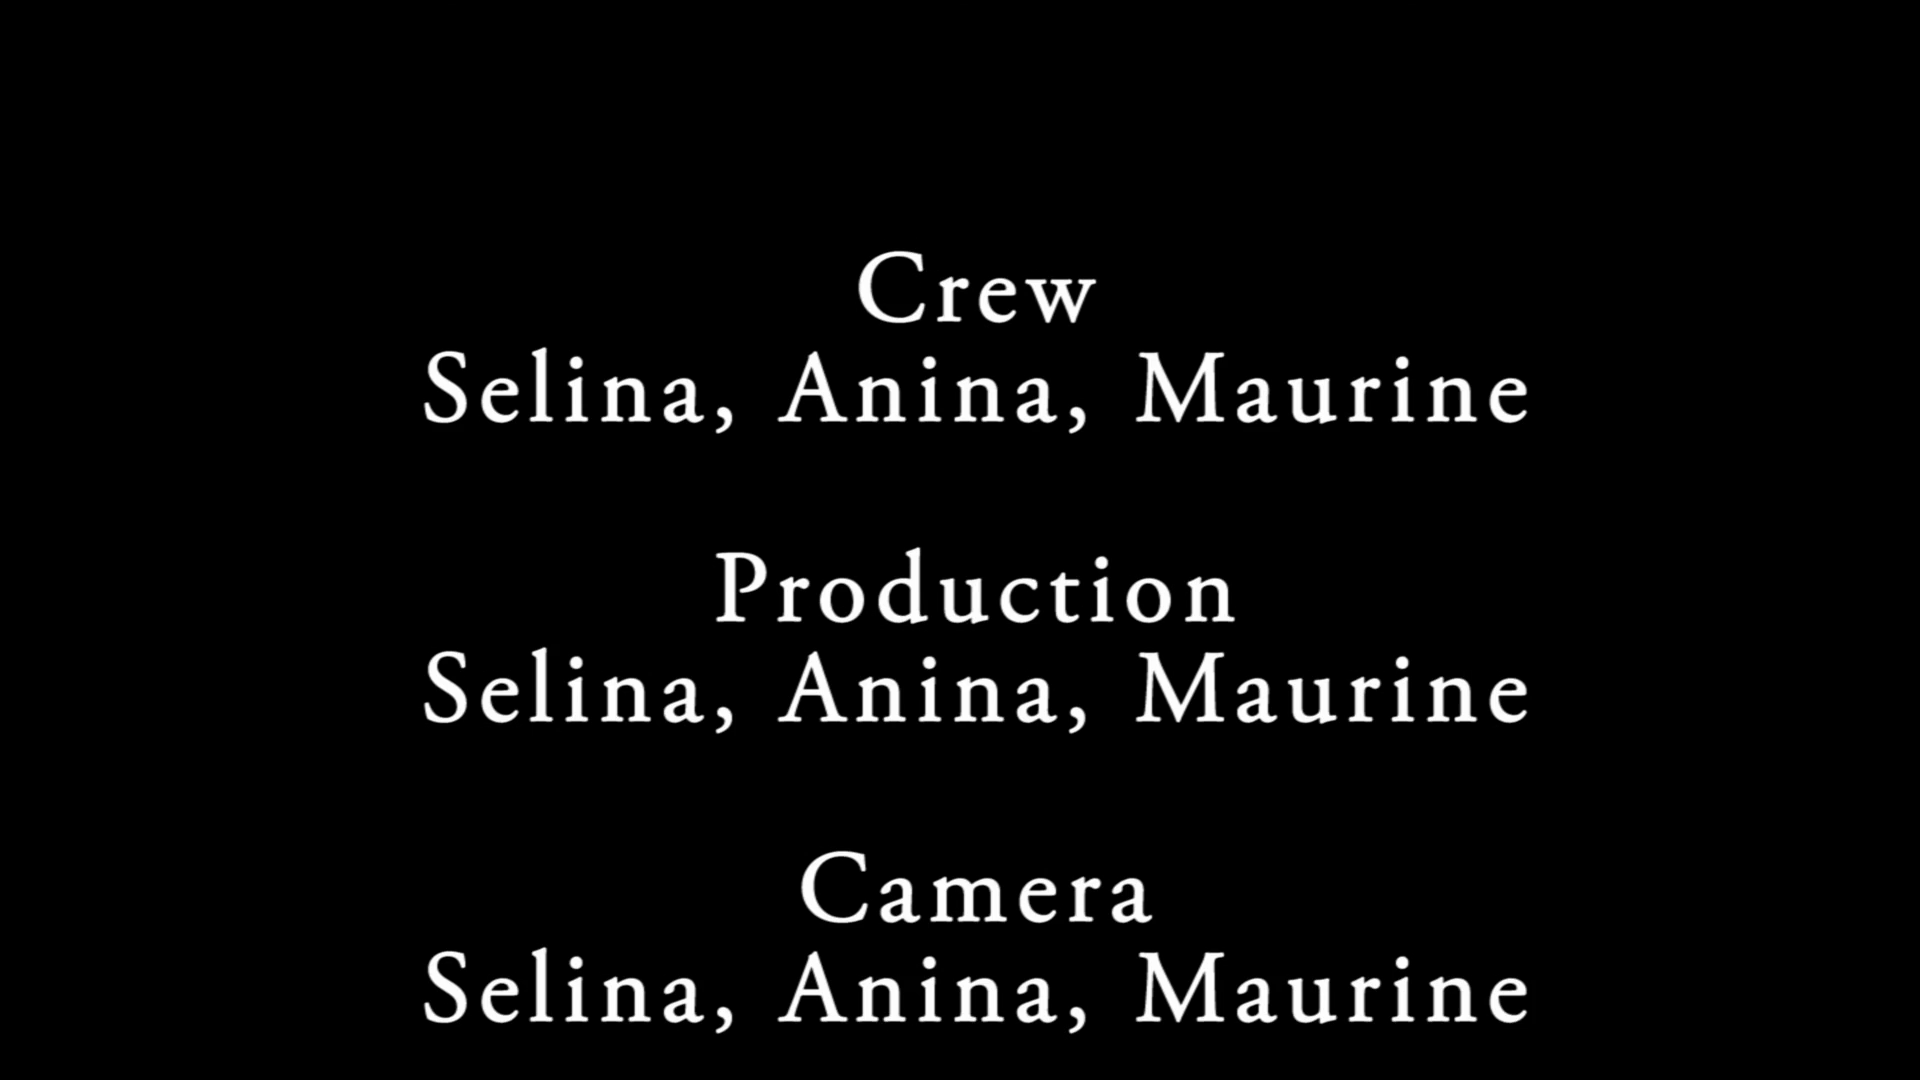 Crew
Selina, Anina, Maurine
Production
Selina, Anina, Maurine
Camera
Selina, Anina, Maurine